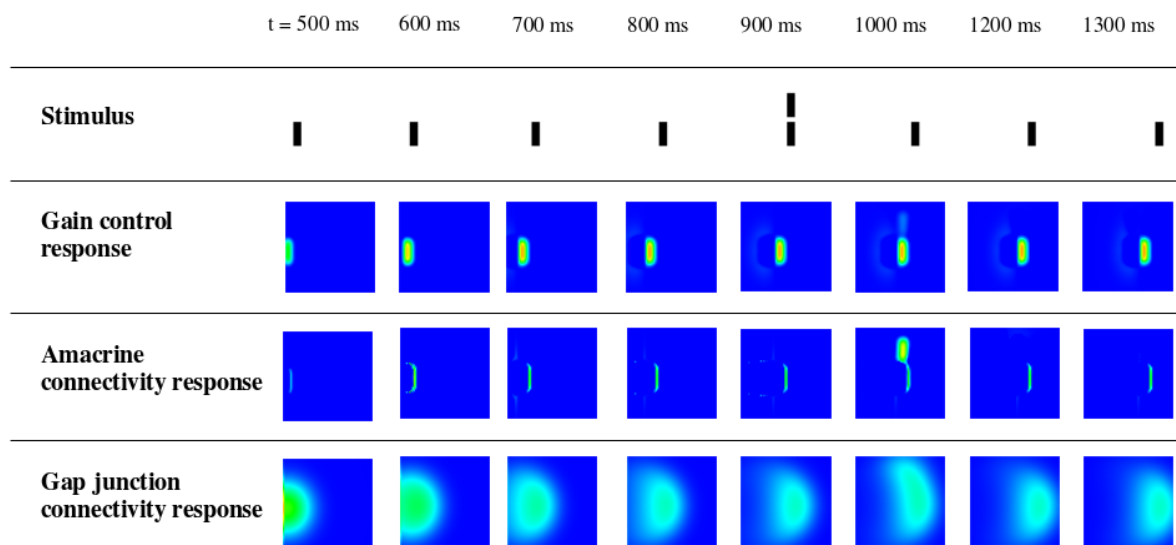 t = 500 ms 600 ms 700 ms 800 ms 900 ms 1000 ms 1200 ms 1300 ms
Stimulus
Gain control
response
Amacrine
connectivity response
Gap junction
connectivity response